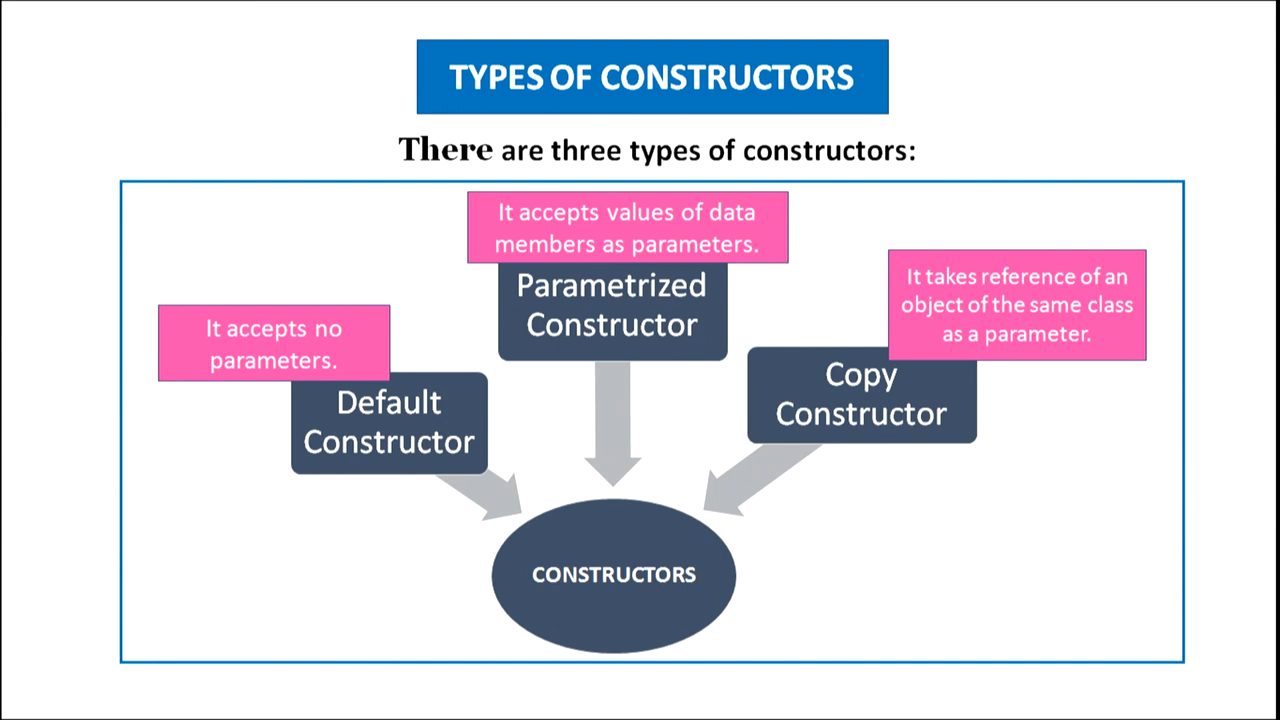 TYPES OF CONSTRUCTORS
There are three types of constructors:
It accepts values of data
members as parameters.
Parametrized
Constructor
It takes reference of an
object of the same class
as a parameter.
Copy
Constructor
It accepts no
parameters.
Default
Constructor
CONSTRUCTORS